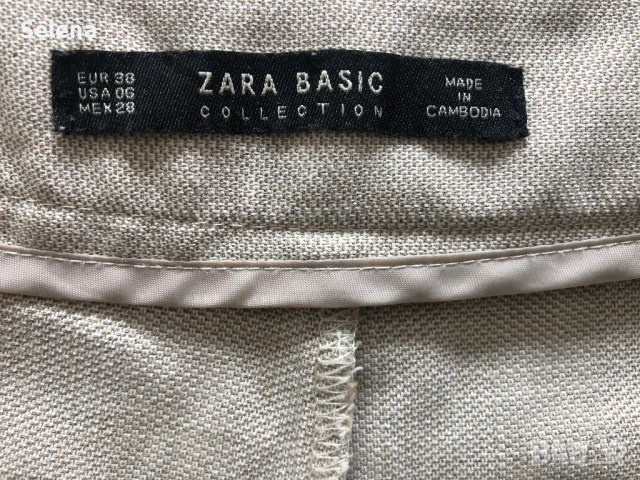 Selena
EUR 38
USA 06
MEX 28
ZARA BASIC
COLLECTION
MADE
IN
CAMBODIA